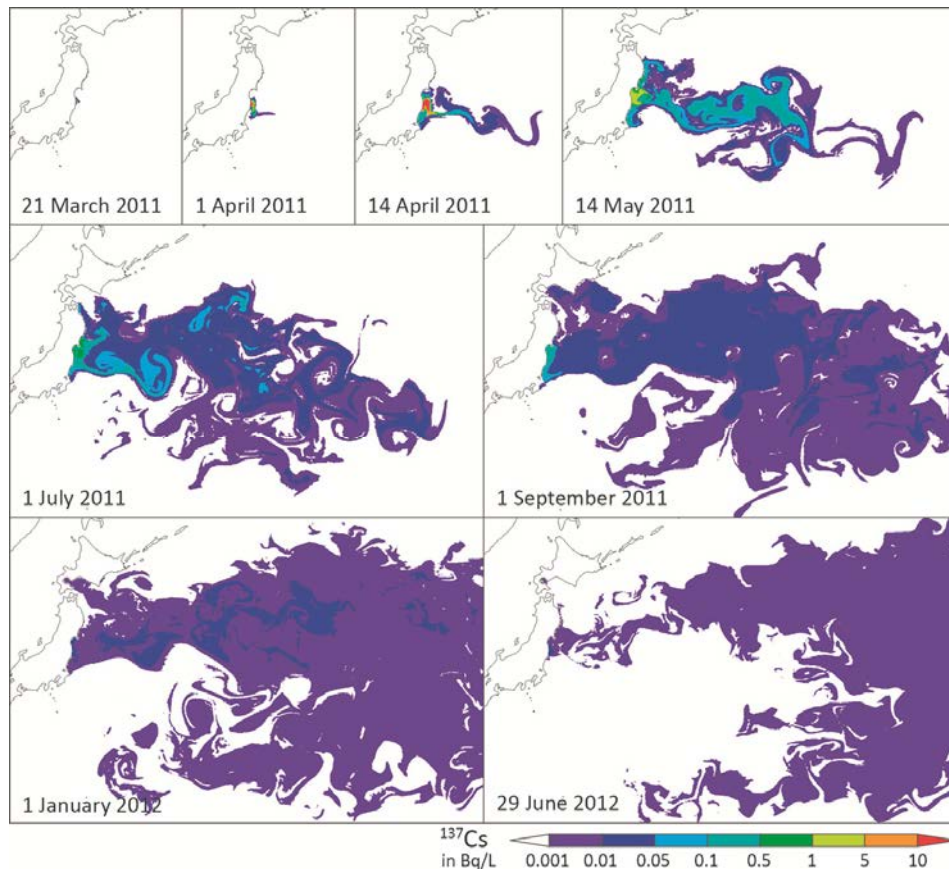 21 March 2011
1 April 2011
14 April 2011
14 May 2011
1 July 2011
1 September 2011
1 January 2012
29 June 2012
¹³⁷Cs
in Bq/L
0.001 0.01 0.05 0.1 0.5 1 5 10